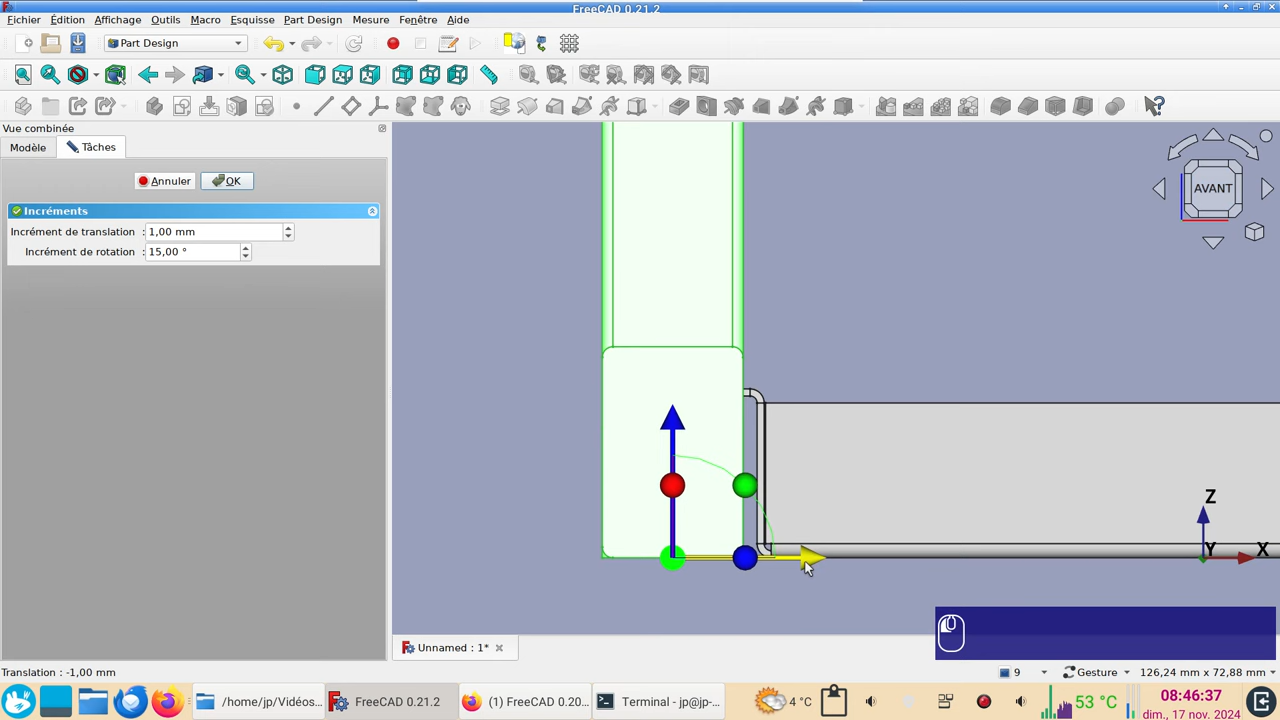 FreeCAD 0.21.2
Fichier Édition Affichage Outils Macro Esquisse Part Design Mesure Fenêtre Aide
Part Design
Vue combinée
Modèle Tâches
Annuler OK
Incréments
Incrément de translation : 1,00 mm
Incrément de rotation : 15,00 °
AVANT
Z
Y X
Unnamed : 1*
Translation : -1,00 mm 9 Gesture 126,24 mm x 72,88 mm
/home/jp/Vidéos... FreeCAD 0.21.2 (1) FreeCAD 0.20... Terminal - jp@jp-... 4 °C 53 °C 08:46:37
dim., 17 nov. 2024